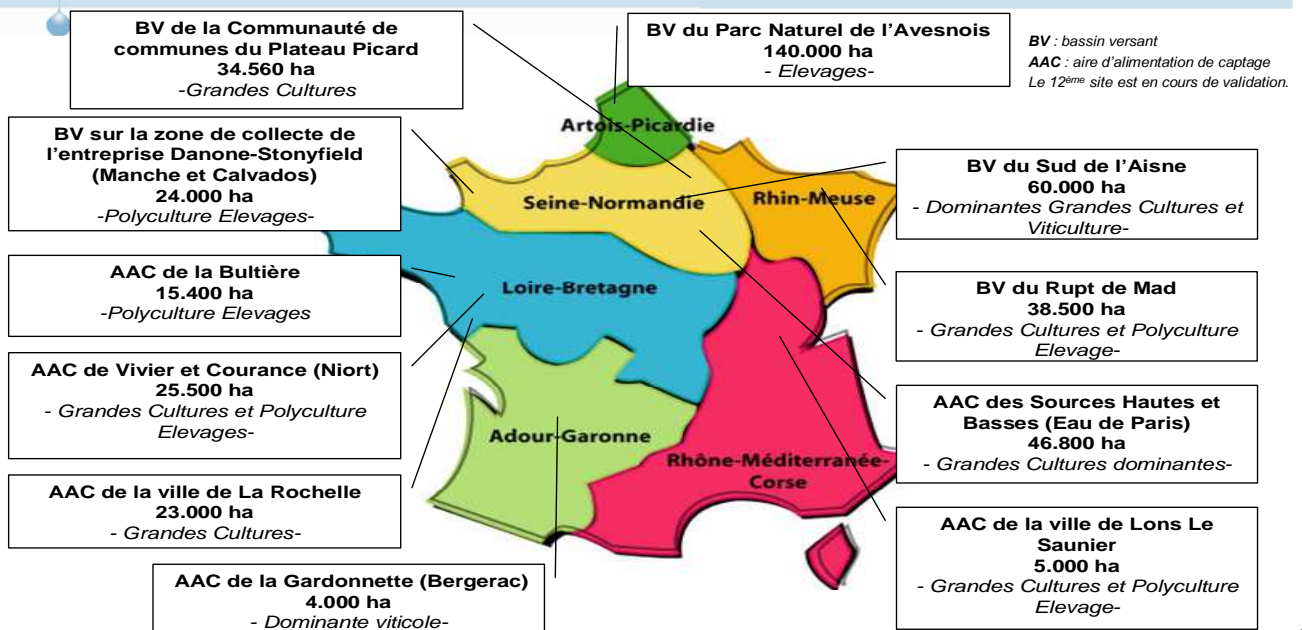 BV de la Communauté de
communes du Plateau Picard
34.560 ha
-Grandes Cultures
BV du Parc Naturel de l'Avesnois
140.000 ha
- Elevages-
BV : bassin versant
AAC : aire d'alimentation de captage
Le 12ème site est en cours de validation.
BV sur la zone de collecte de
l'entreprise Danone-Stonyfield
(Manche et Calvados)
24.000 ha
-Polyculture Elevages-
AAC de la Bultière
15.400 ha
-Polyculture Elevages
AAC de Vivier et Courance (Niort)
25.500 ha
- Grandes Cultures et Polyculture
Elevages-
AAC de la ville de La Rochelle
23.000 ha
- Grandes Cultures-
AAC de la Gardonnette (Bergerac)
4.000 ha
- Dominante viticole-
Artois-Picardie
Seine-Normandie
Rhin-Meuse
Loire-Bretagne
Adour-Garonne
Rhône-Méditerranée-
Corse
BV du Sud de l'Aisne
60.000 ha
- Dominantes Grandes Cultures et
Viticulture-
BV du Rupt de Mad
38.500 ha
- Grandes Cultures et Polyculture
Elevage-
AAC des Sources Hautes et
Basses (Eau de Paris)
46.800 ha
- Grandes Cultures dominantes-
AAC de la ville de Lons Le
Saunier
5.000 ha
- Grandes Cultures et Polyculture
Elevage-